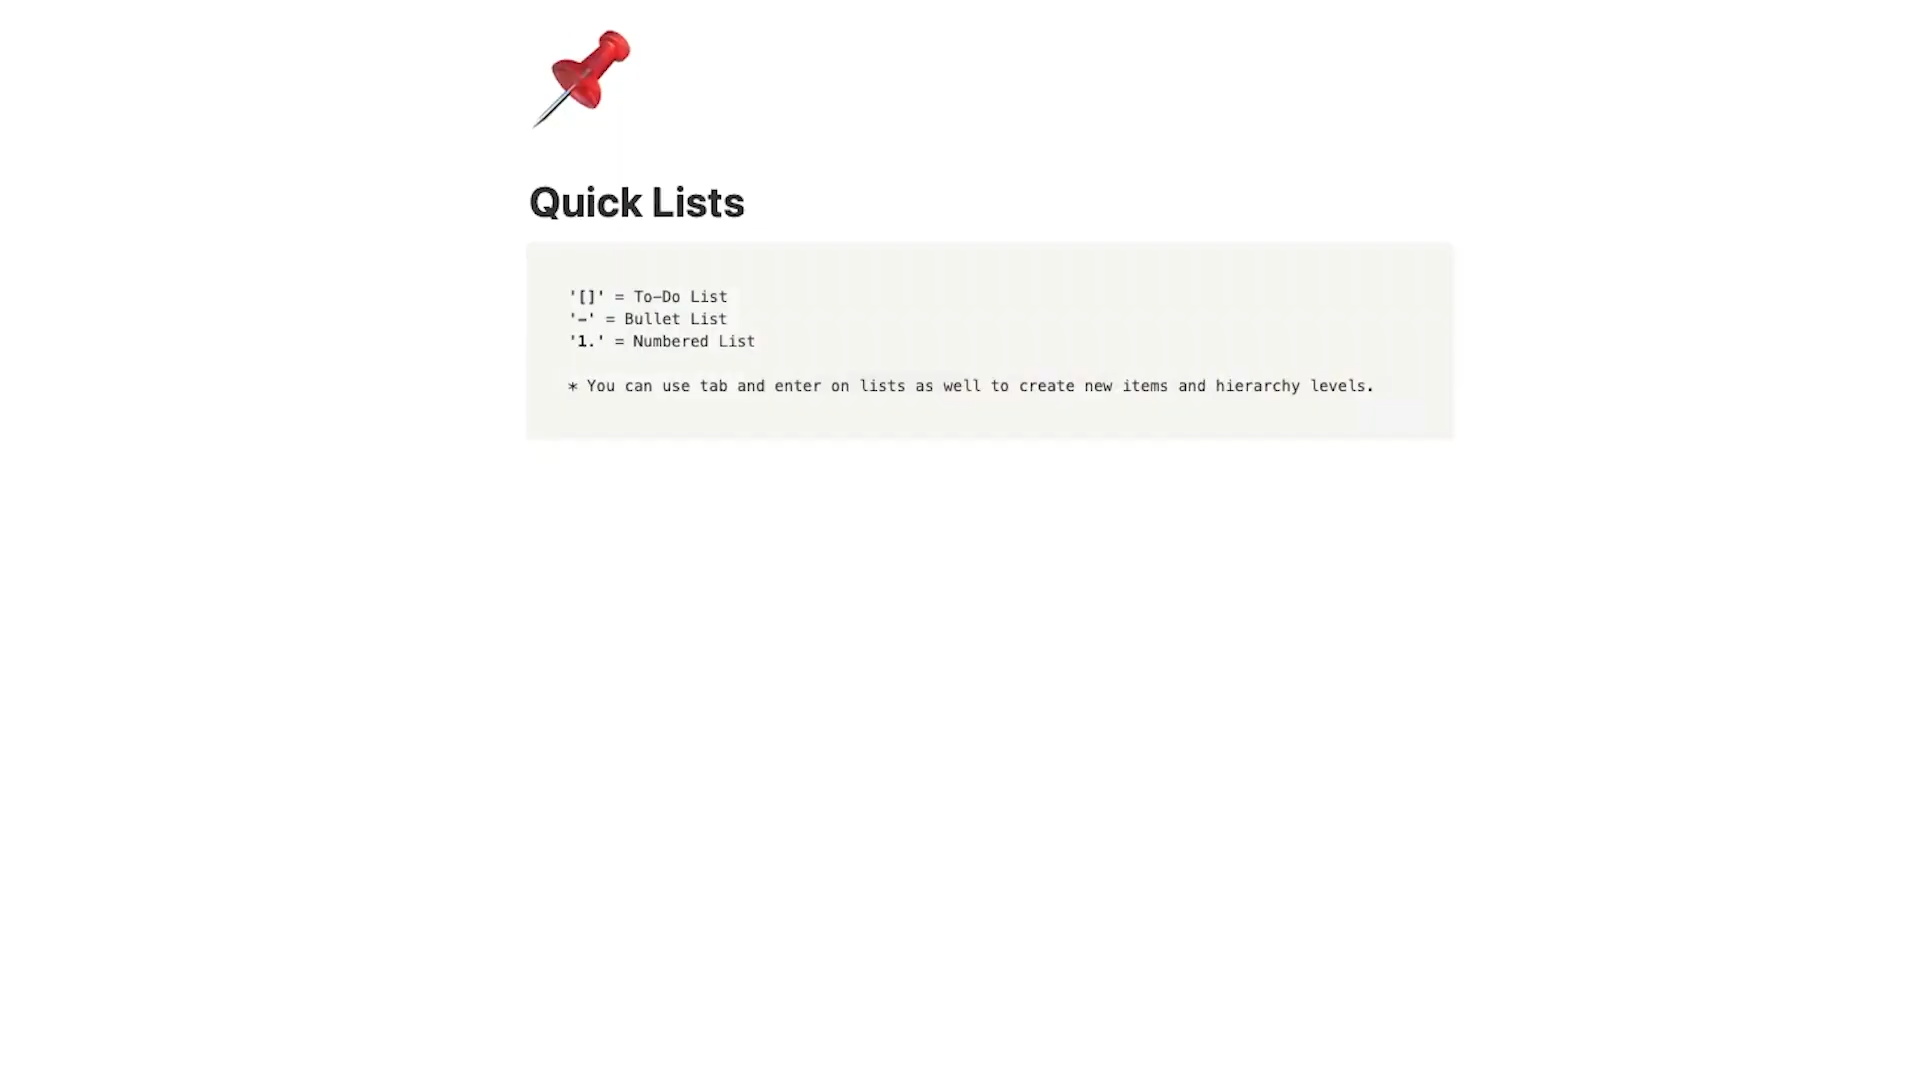 Quick Lists
'[]' = To-Do List
'-' = Bullet List
'1.' = Numbered List
* You can use tab and enter on lists as well to create new items and hierarchy levels.